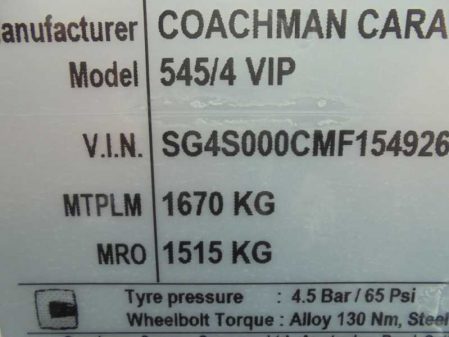 anufacturer COACHMAN CARA
Model 545/4 VIP
V.I.N. SG4S000CMF154926
MTPLM 1670 KG
MRO 1515 KG
Tyre pressure : 4.5 Bar / 65 Psi
Wheelbolt Torque : Alloy 130 Nm, Steel